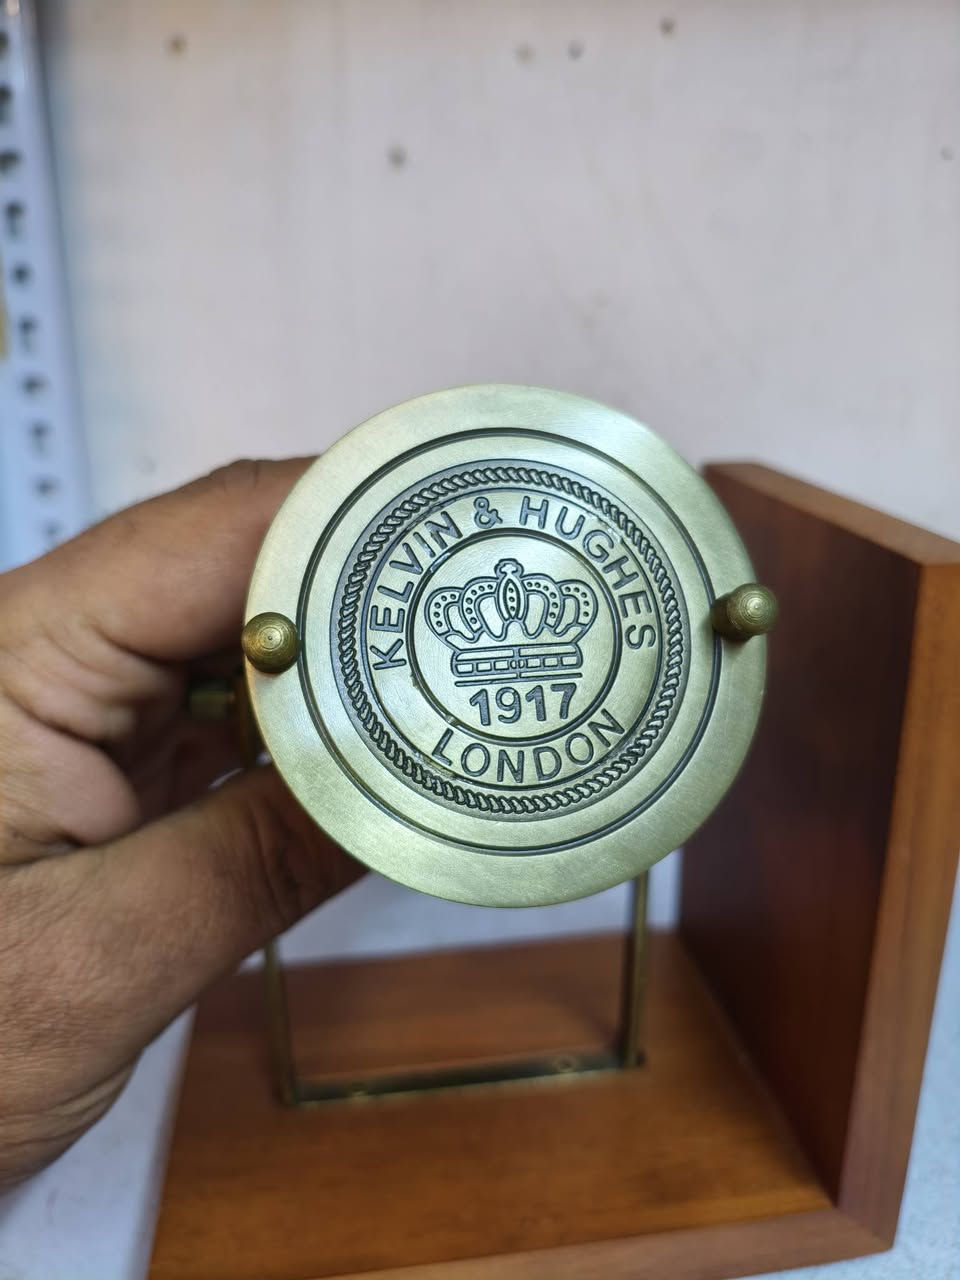 KELVIN & HUGHES
1917
LONDON